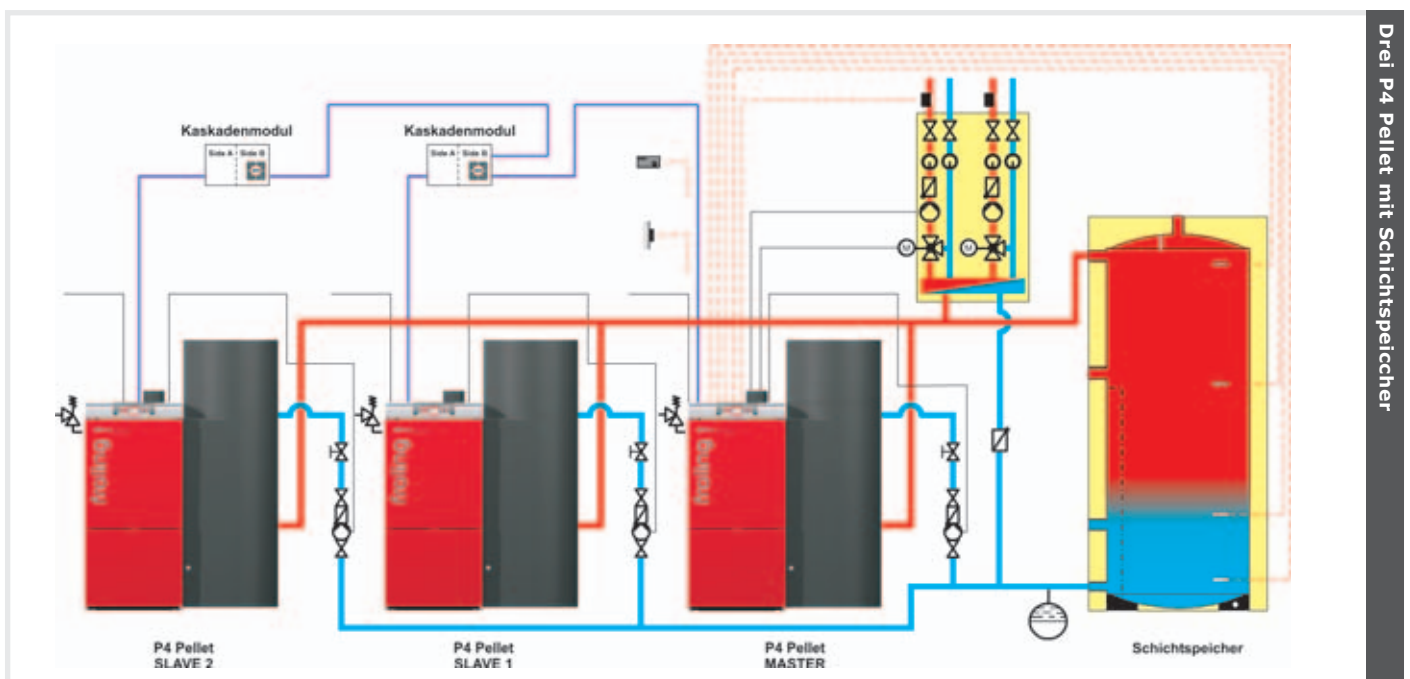 Drei P4 Pellet mit Schichtspeiccher
Kaskadenmodul
Side A
Side B
Kaskadenmodul
Side A
Side B
M
M
P4 Pellet
SLAVE 2
P4 Pellet
SLAVE 1
P4 Pellet
MASTER
Schichtspeicher